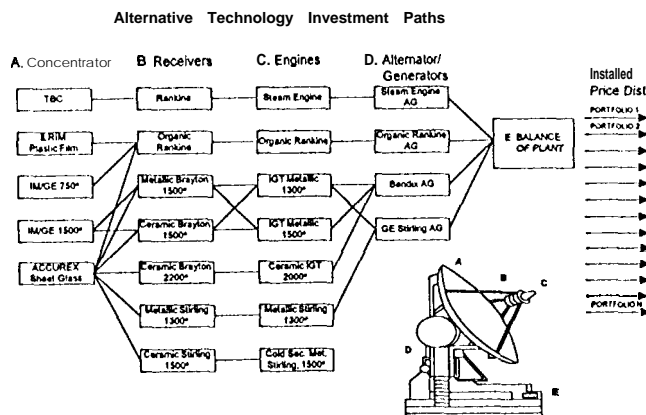 Alternative Technology Investment Paths
A. Concentrator
B Receivers
C. Engines
D. Alternator/
Generators
Installed
Price Dist
TBC
Rankine
Steam Engine
Steam Engine
AG
PORTFOLIO 1
PORTFOLIO 2
Plastic Film
Organic
Rankine
Organic Rankine
Organic Rankine
AG
E BALANCE
OF PLANT
IM/GE 750°
Metallic Brayton
1500°
IGT Metallic
1300°
Bendix AG
IM/GE 1500°
Ceramic Brayton
1500°
IGT Metallic
1500°
GE Stirling AG
ACCUREX
Sheet Glass
Ceramic Brayton
2200°
Ceramic IGT
2000°
Metallic Stirling
1300°
Metallic Stirling
1300°
Ceramic Stirling
1500°
Cold Sec. Met.
Stirling, 1500°
A
B
C
D
E
PORTFOLIO N